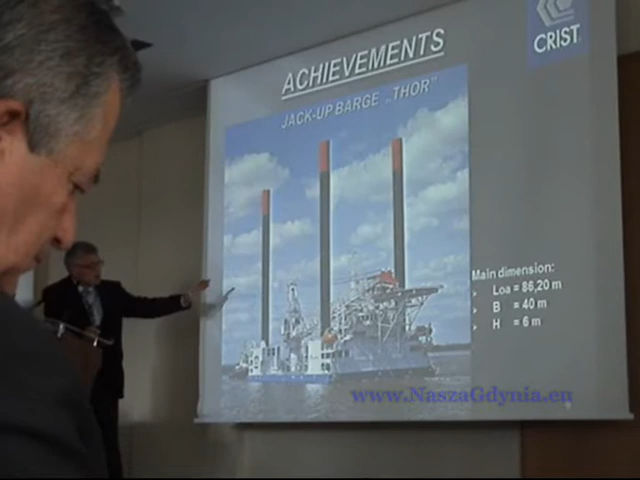 CRIST
ACHIEVEMENTS
JACK-UP BARGE „THOR”
Main dimension:
Loa = 86,20 m
B = 40 m
H = 6 m
www.NaszaGdynia.eu